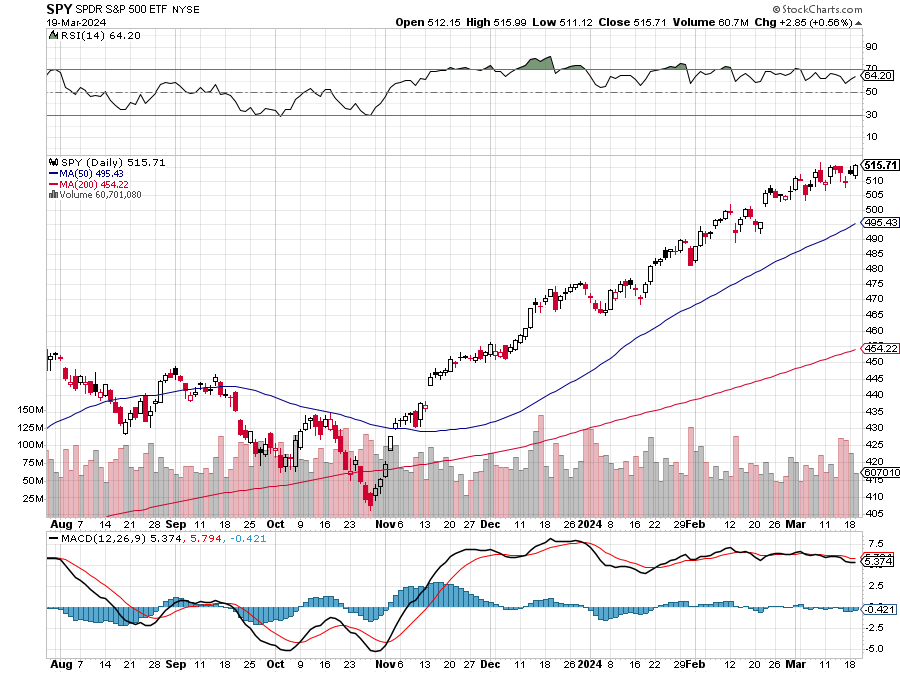 SPY SPDR S&P 500 ETF NYSE
© StockCharts.com
19-Mar-2024
Open 512.15 High 515.99 Low 511.12 Close 515.71 Volume 60.7M Chg +2.85 (+0.56%)
RSI(14) 64.20
90
70
64.20
50
30
10
SPY (Daily) 515.71
MA(50) 495.43
MA(200) 454.22
Volume 60,701,080
515.71
510
505
500
495.43
490
485
480
475
470
465
460
454.22
450
445
440
435
430
425
420
415
410
405
150M
125M
100M
75M
50M
25M
607010
Aug 7 14 21 28 Sep 11 18 25 Oct 9 16 23 Nov 6 13 20 27 Dec 11 18 26 2024 8 16 22 29 Feb 12 20 26 Mar 11 18
MACD(12,26,9) 5.374, 5.794, -0.421
7.5
5.374
2.5
-0.421
-2.5
-5.0
Aug 7 14 21 28 Sep 11 18 25 Oct 9 16 23 Nov 6 13 20 27 Dec 11 18 26 2024 8 16 22 29 Feb 12 20 26 Mar 11 18